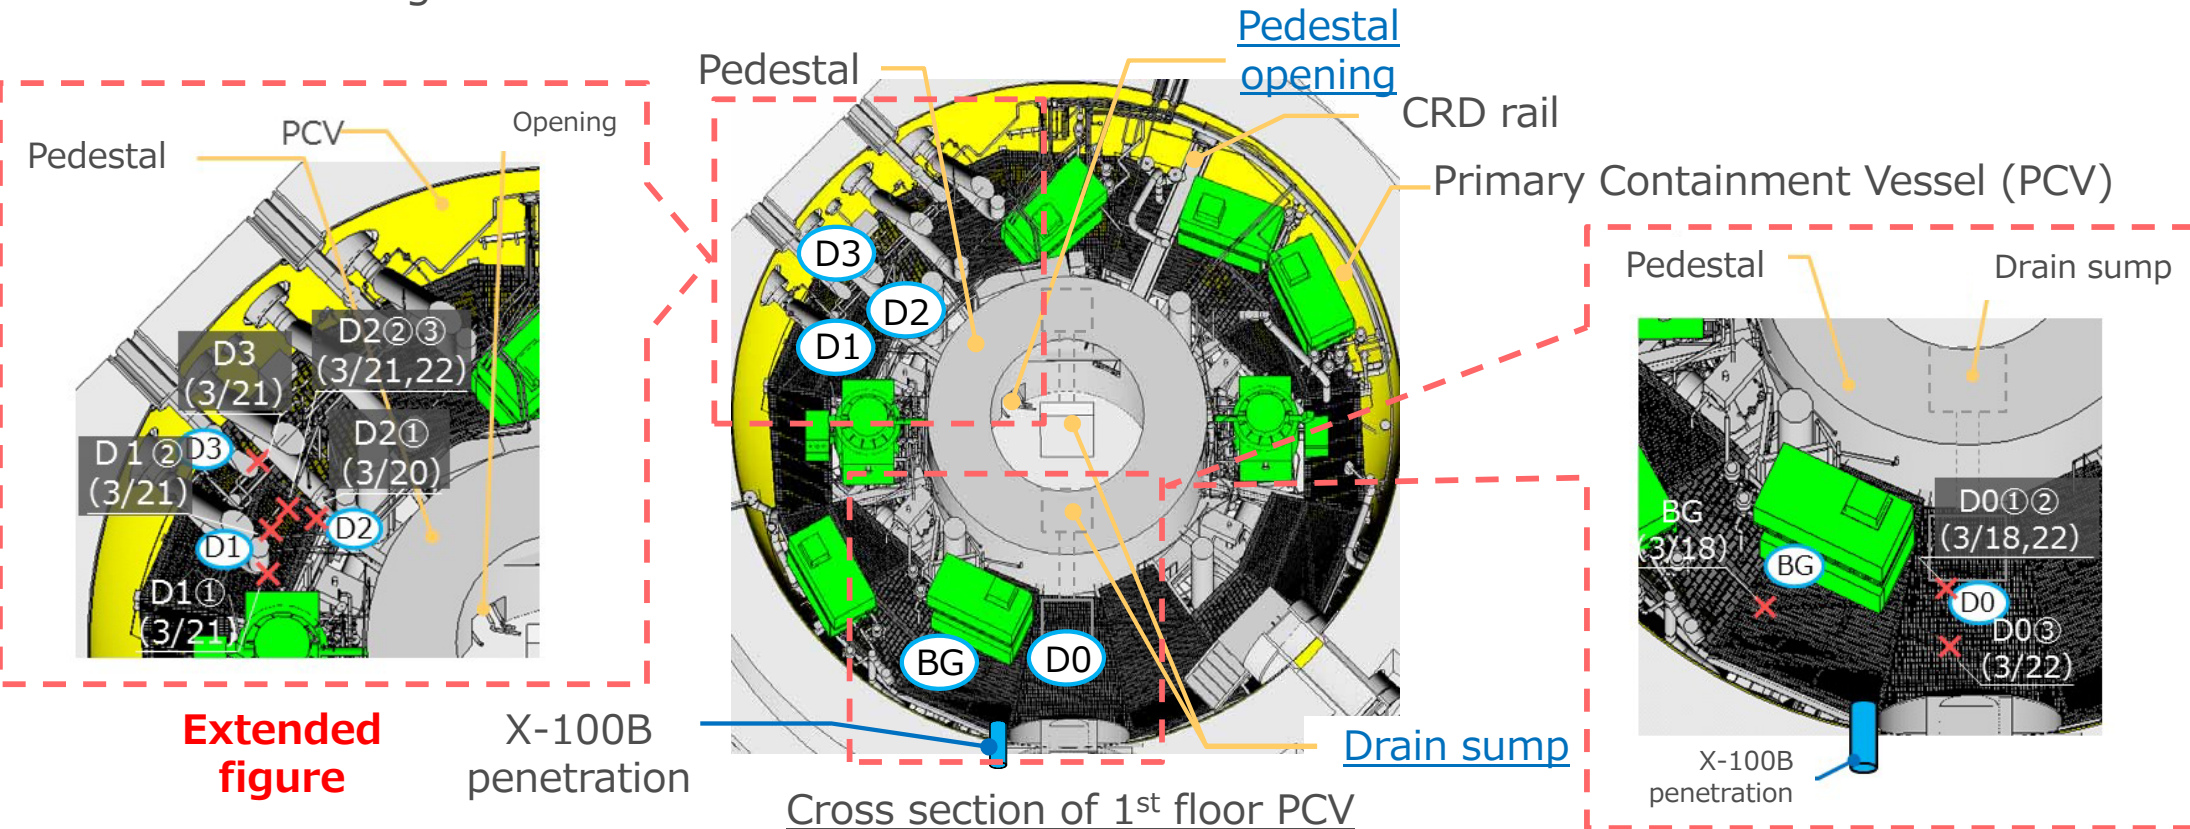 Pedestal
PCV
Opening
D3
(3/21)
D2②③
(3/21,22)
D2①
(3/20)
D1②
(3/21)
D3
D1
D2
D1①
(3/21)
Extended
figure
Pedestal
Pedestal
opening
CRD rail
Primary Containment Vessel (PCV)
D3
D2
D1
BG
D0
X-100B
penetration
Drain sump
Cross section of 1st floor PCV
Pedestal
Drain sump
BG
(3/18)
BG
D0①②
(3/18,22)
D0
D0③
(3/22)
X-100B
penetration